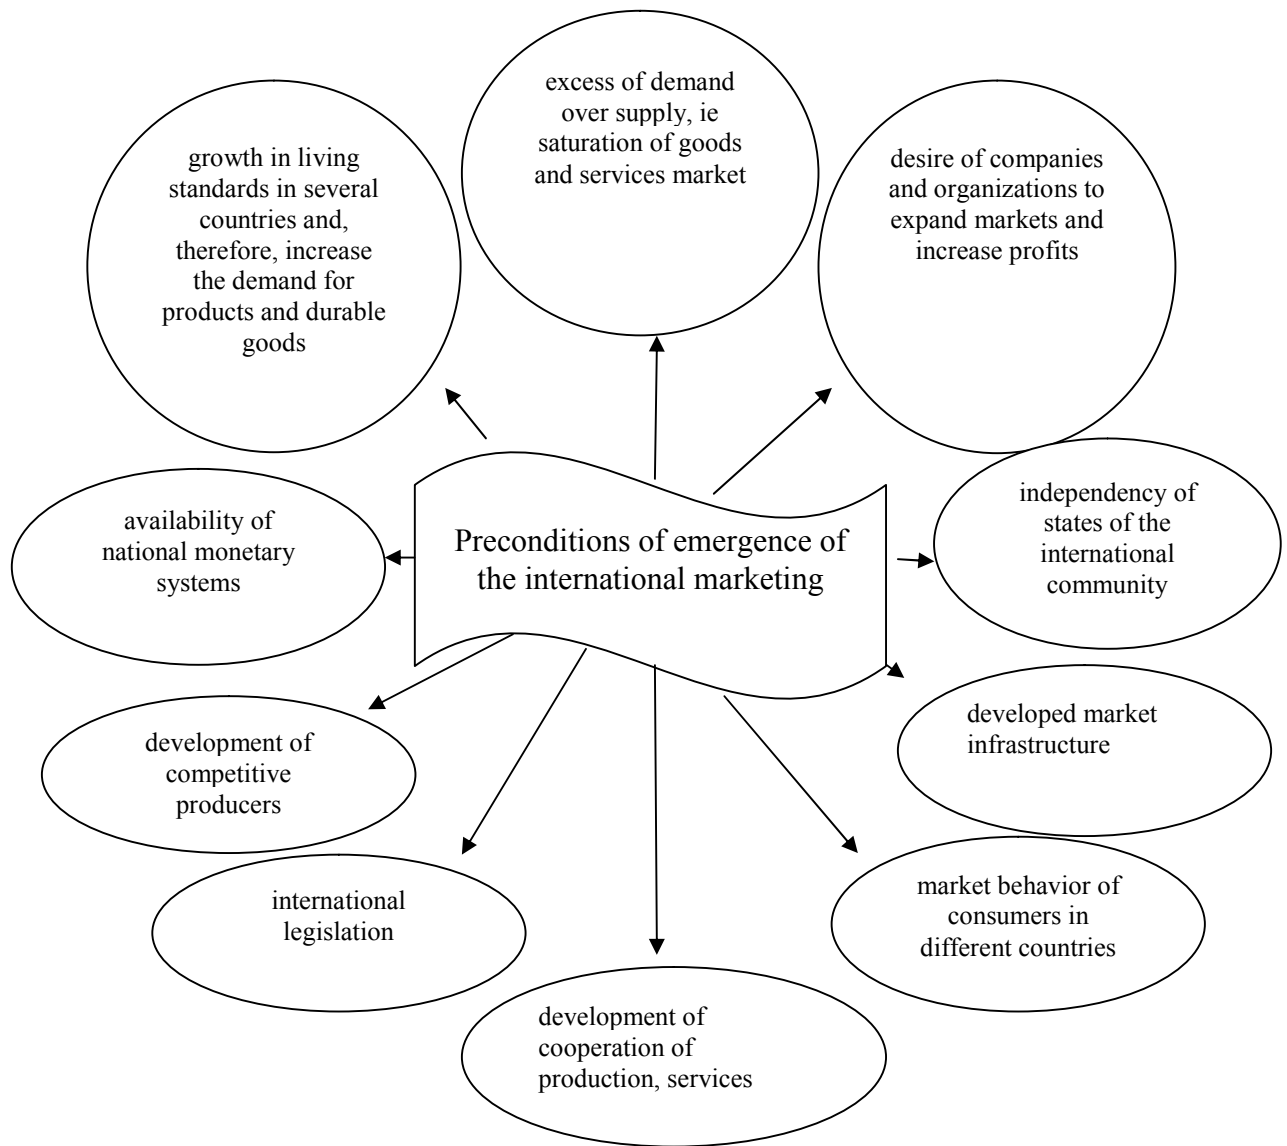 excess of demand
over supply, ie
saturation of goods
and services market
growth in living
standards in several
countries and,
therefore, increase
the demand for
products and durable
goods
desire of companies
and organizations to
expand markets and
increase profits
availability of
national monetary
systems
Preconditions of emergence of
the international marketing
independency of
states of the
international
community
development of
competitive
producers
developed market
infrastructure
international
legislation
market behavior of
consumers in
different countries
development of
cooperation of
production, services